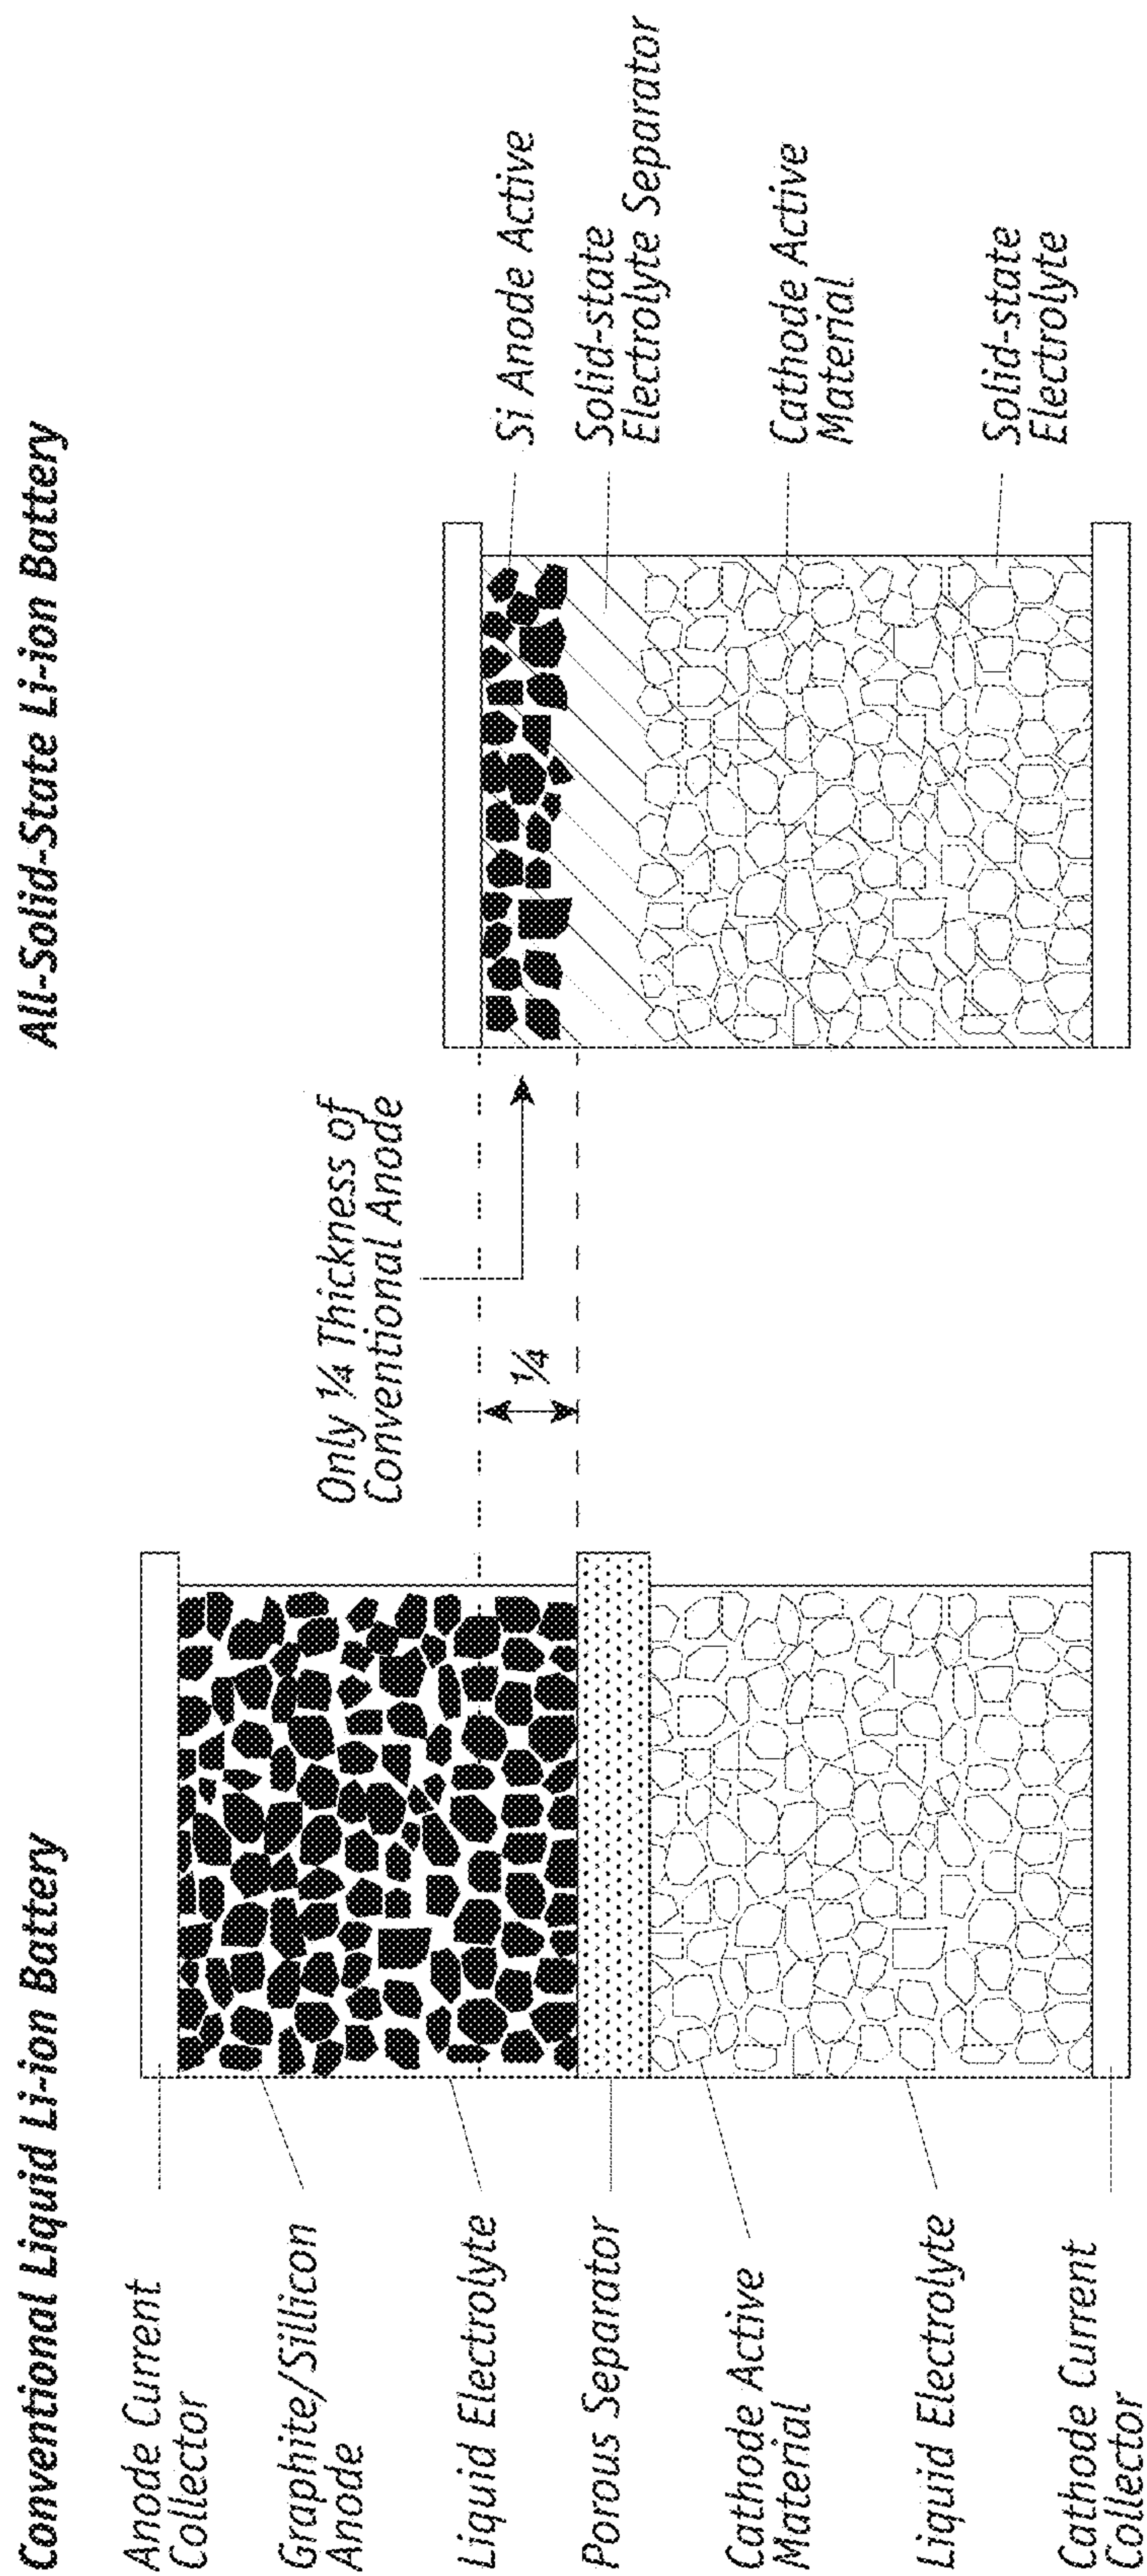 Conventional Liquid Li-ion Battery
Anode Current
Collector
Graphite/Sillicon
Anode
Liquid Electrolyte
Porous Separator
Cathode Active
Material
Liquid Electrolyte
Cathode Current
Collector
Only ¼ Thickness of
Conventional Anode
¼
All-Solid-State Li-ion Battery
Si Anode Active
Solid-state
Electrolyte Separator
Cathode Active
Material
Solid-state
Electrolyte